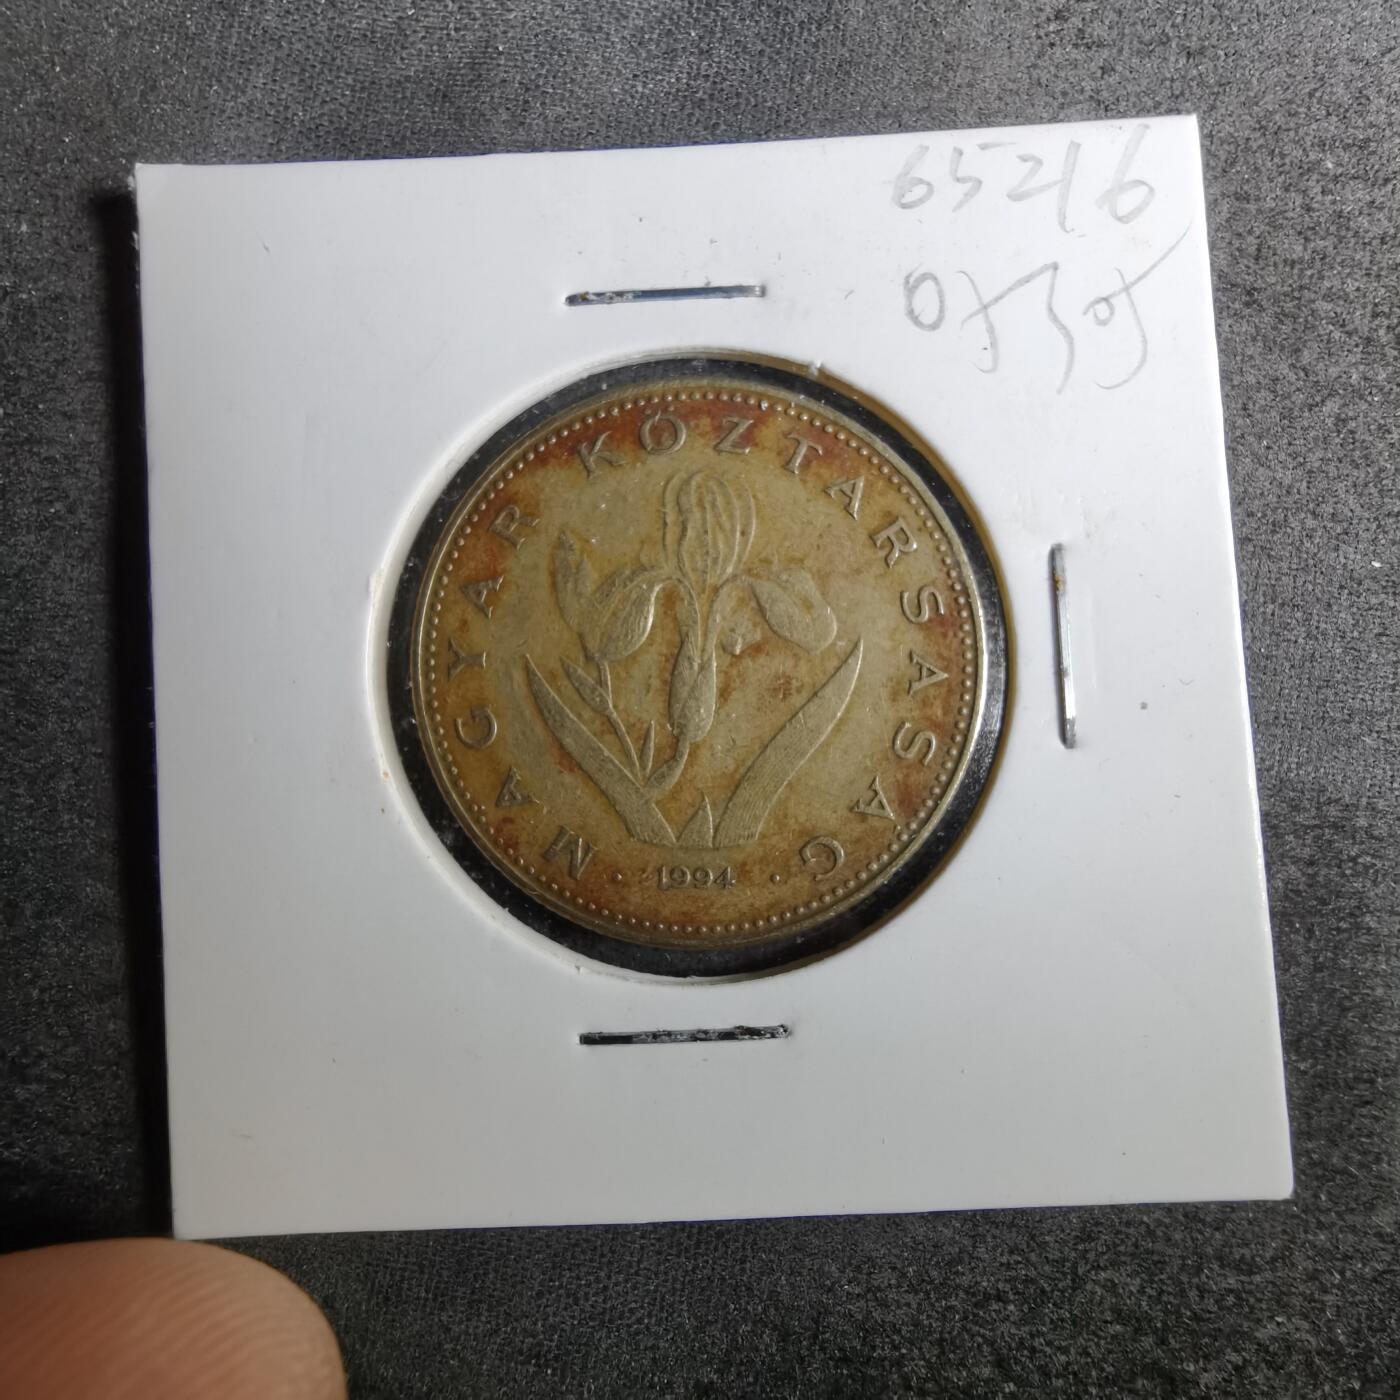 65216
MAGYAR KÖZTÁRSASÁG
· 1994 ·